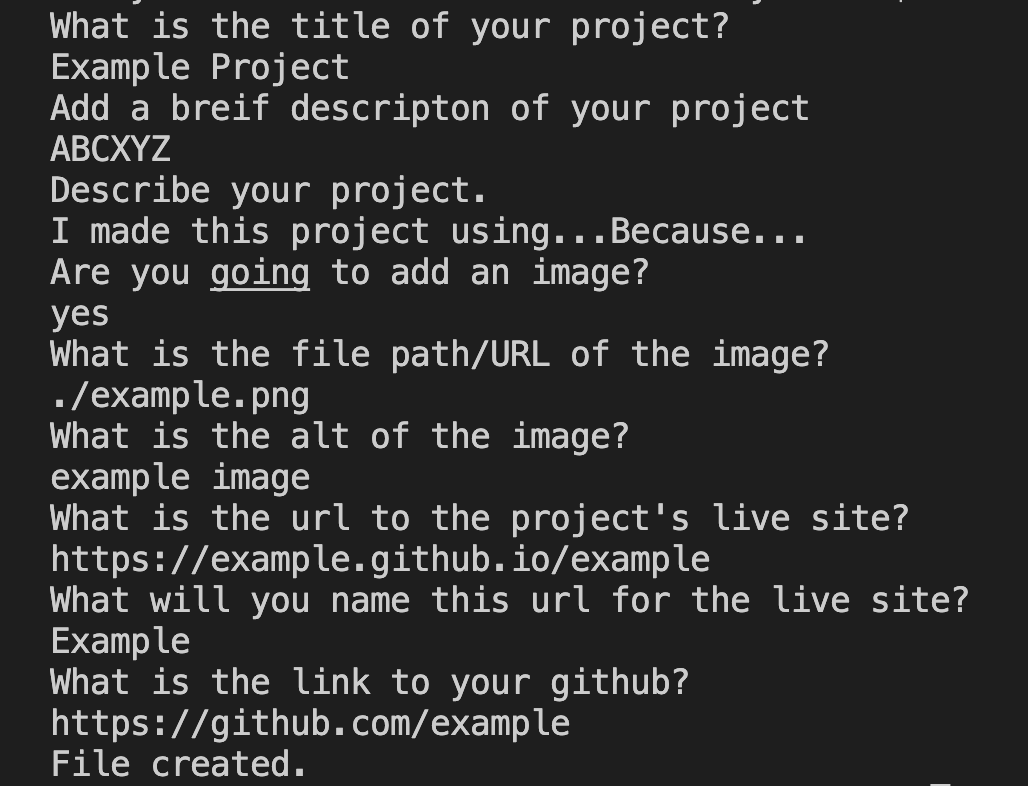 What is the title of your project?
Example Project
Add a breif descripton of your project
ABCXYZ
Describe your project.
I made this project using...Because...
Are you going to add an image?
yes
What is the file path/URL of the image?
./example.png
What is the alt of the image?
example image
What is the url to the project's live site?
https://example.github.io/example
What will you name this url for the live site?
Example
What is the link to your github?
https://github.com/example
File created.